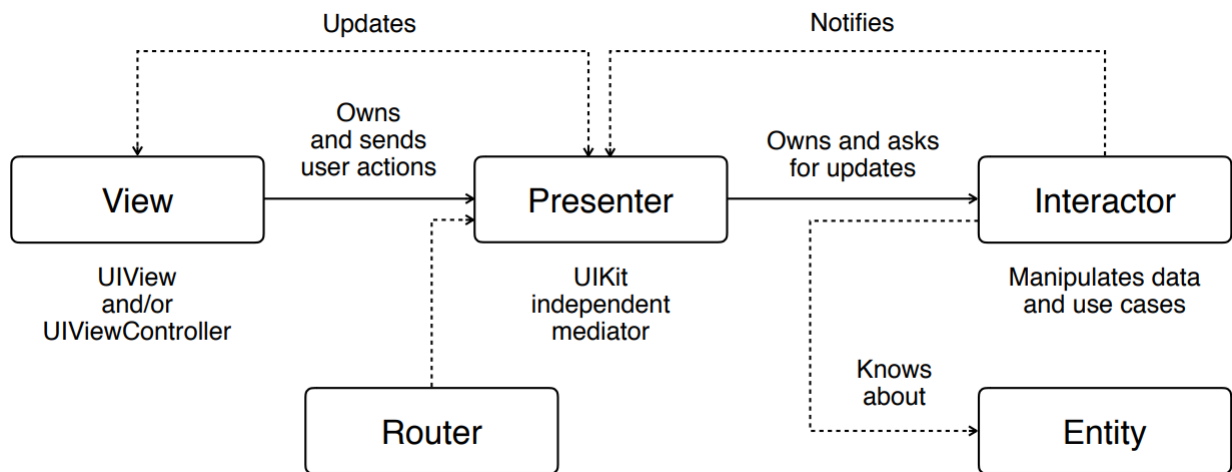 Updates
Notifies
Owns
and sends
user actions
Owns and asks
for updates
View
Presenter
Interactor
UIView
and/or
UIViewController
UIKit
independent
mediator
Manipulates data
and use cases
Knows
about
Router
Entity